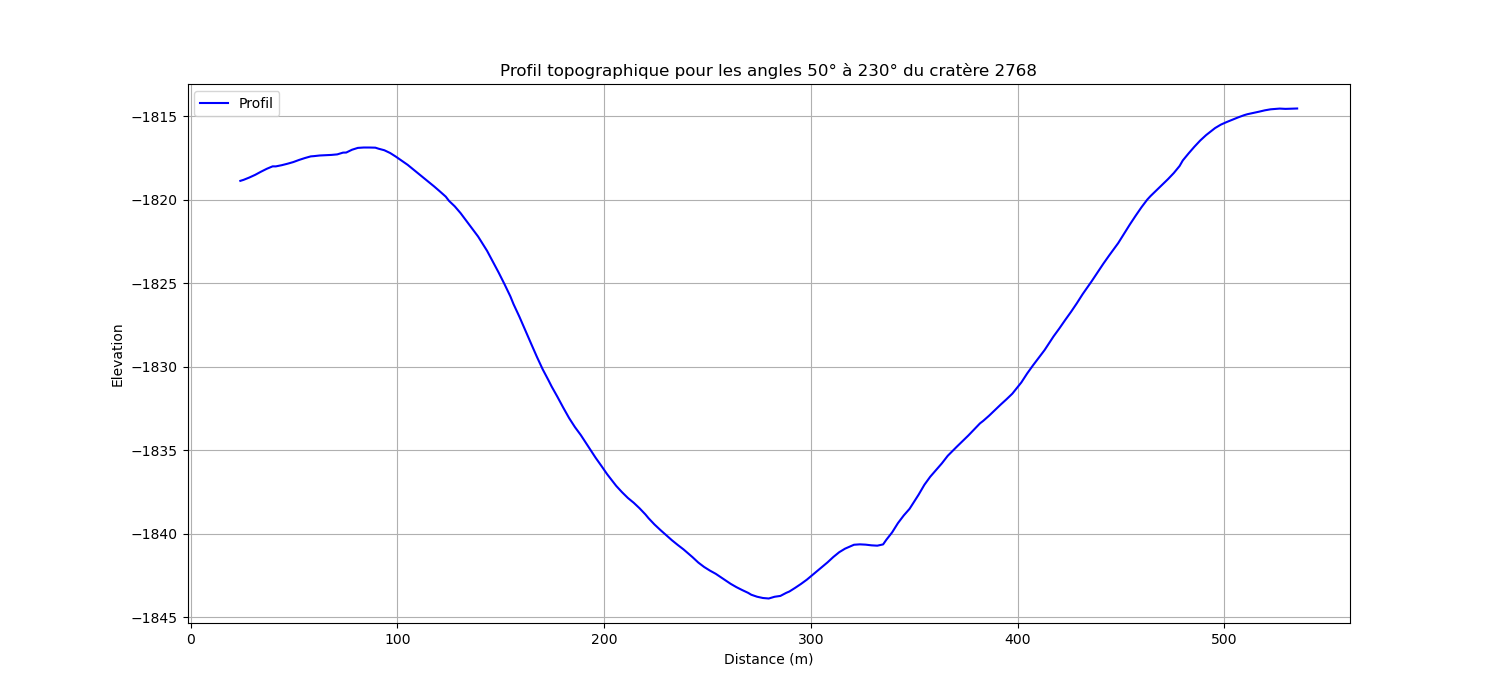 Profil topographique pour les angles 50° à 230° du cratère 2768
Profil
−1815
−1820
−1825
−1830
−1835
−1840
−1845
Elevation
0 100 200 300 400 500
Distance (m)